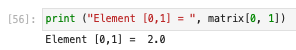 [56]: print ("Element [0,1] = ", matrix[0, 1])
Element [0,1] =  2.0